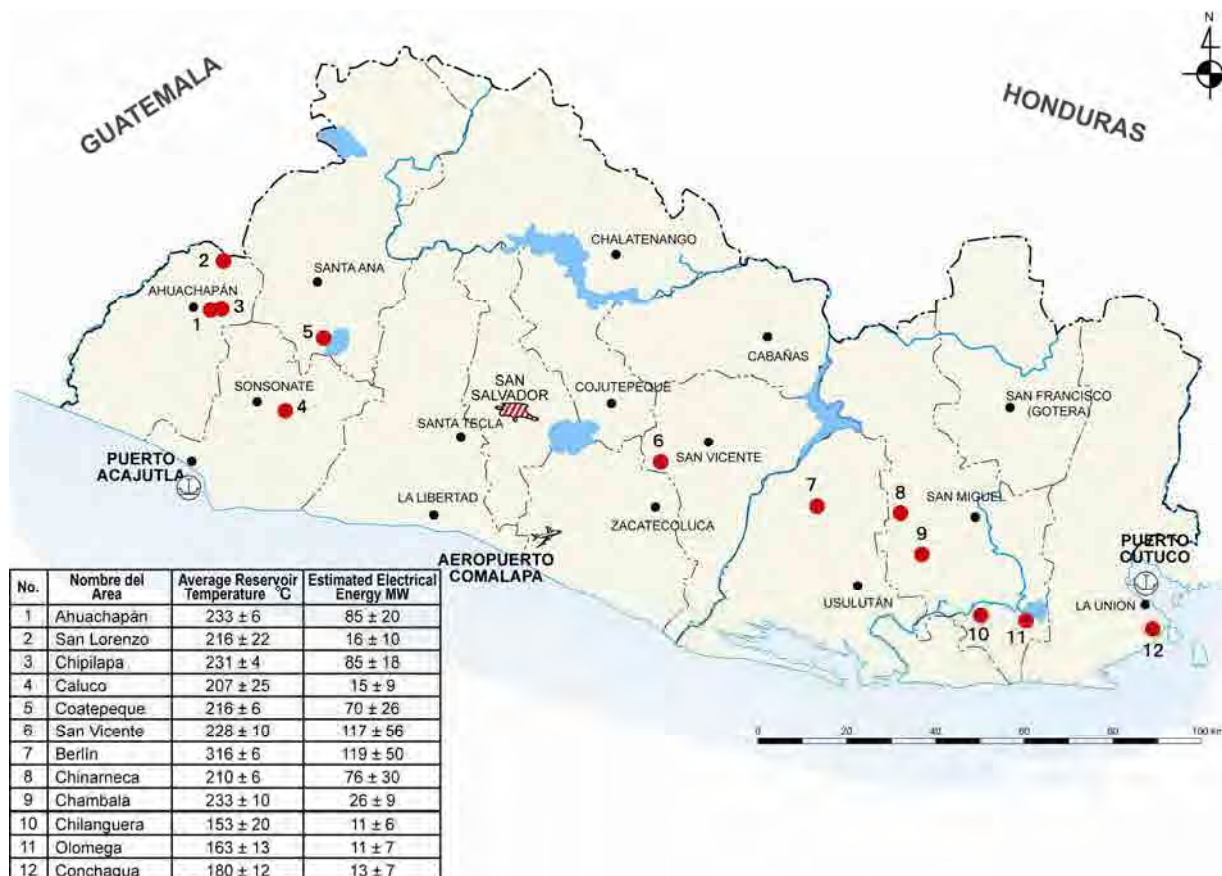 N
GUATEMALA
HONDURAS
CHALATENANGO
2
SANTA ANA
AHUACHAPÁN
1
3
5
CABAÑAS
SONSONATE
4
SAN
SALVADOR
COJUTEPEQUE
SAN FRANCISCO
(GOTERA)
SANTA TECLA
6
SAN VICENTE
PUERTO
ACAJUTLA
7
8
SAN MIGUEL
LA LIBERTAD
ZACATECOLUCA
9
AEROPUERTO
COMALAPA
PUERTO
CUTUCO
USULUTÁN
LA UNION
10
11
12
0 20 40 60 80 100 Km
No. Nombre del Area Average Reservoir Temperature °C Estimated Electrical Energy MW
1 Ahuachapán 233 ± 6 85 ± 20
2 San Lorenzo 216 ± 22 16 ± 10
3 Chipilapa 231 ± 4 85 ± 18
4 Caluco 207 ± 25 15 ± 9
5 Coatepeque 216 ± 6 70 ± 26
6 San Vicente 228 ± 10 117 ± 56
7 Berlin 316 ± 6 119 ± 50
8 Chinarneca 210 ± 6 76 ± 30
9 Chambala 233 ± 10 26 ± 9
10 Chilanguera 153 ± 20 11 ± 6
11 Olomega 163 ± 13 11 ± 7
12 Conchagua 180 ± 12 13 ± 7